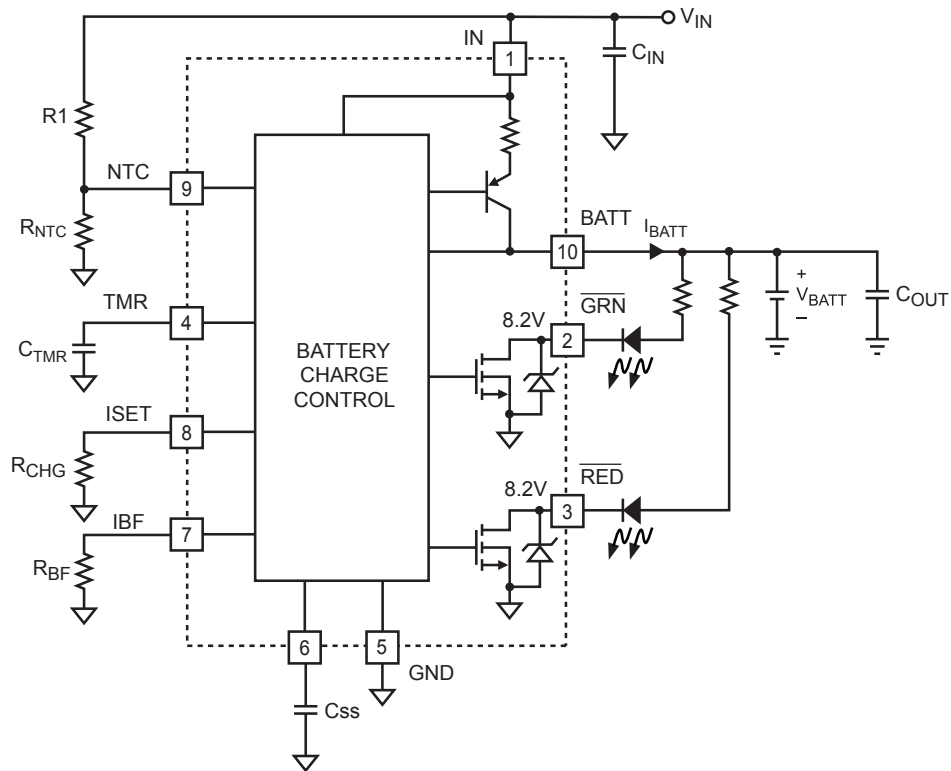 V_IN
IN
1
C_IN
R1
NTC
9
R_NTC
BATT
I_BATT
10
+
V_BATT
–
C_OUT
TMR
4
C_TMR
8.2V
GRN
2
BATTERY
CHARGE
CONTROL
ISET
8
R_CHG
8.2V
RED
3
IBF
7
R_BF
6
5
GND
Css